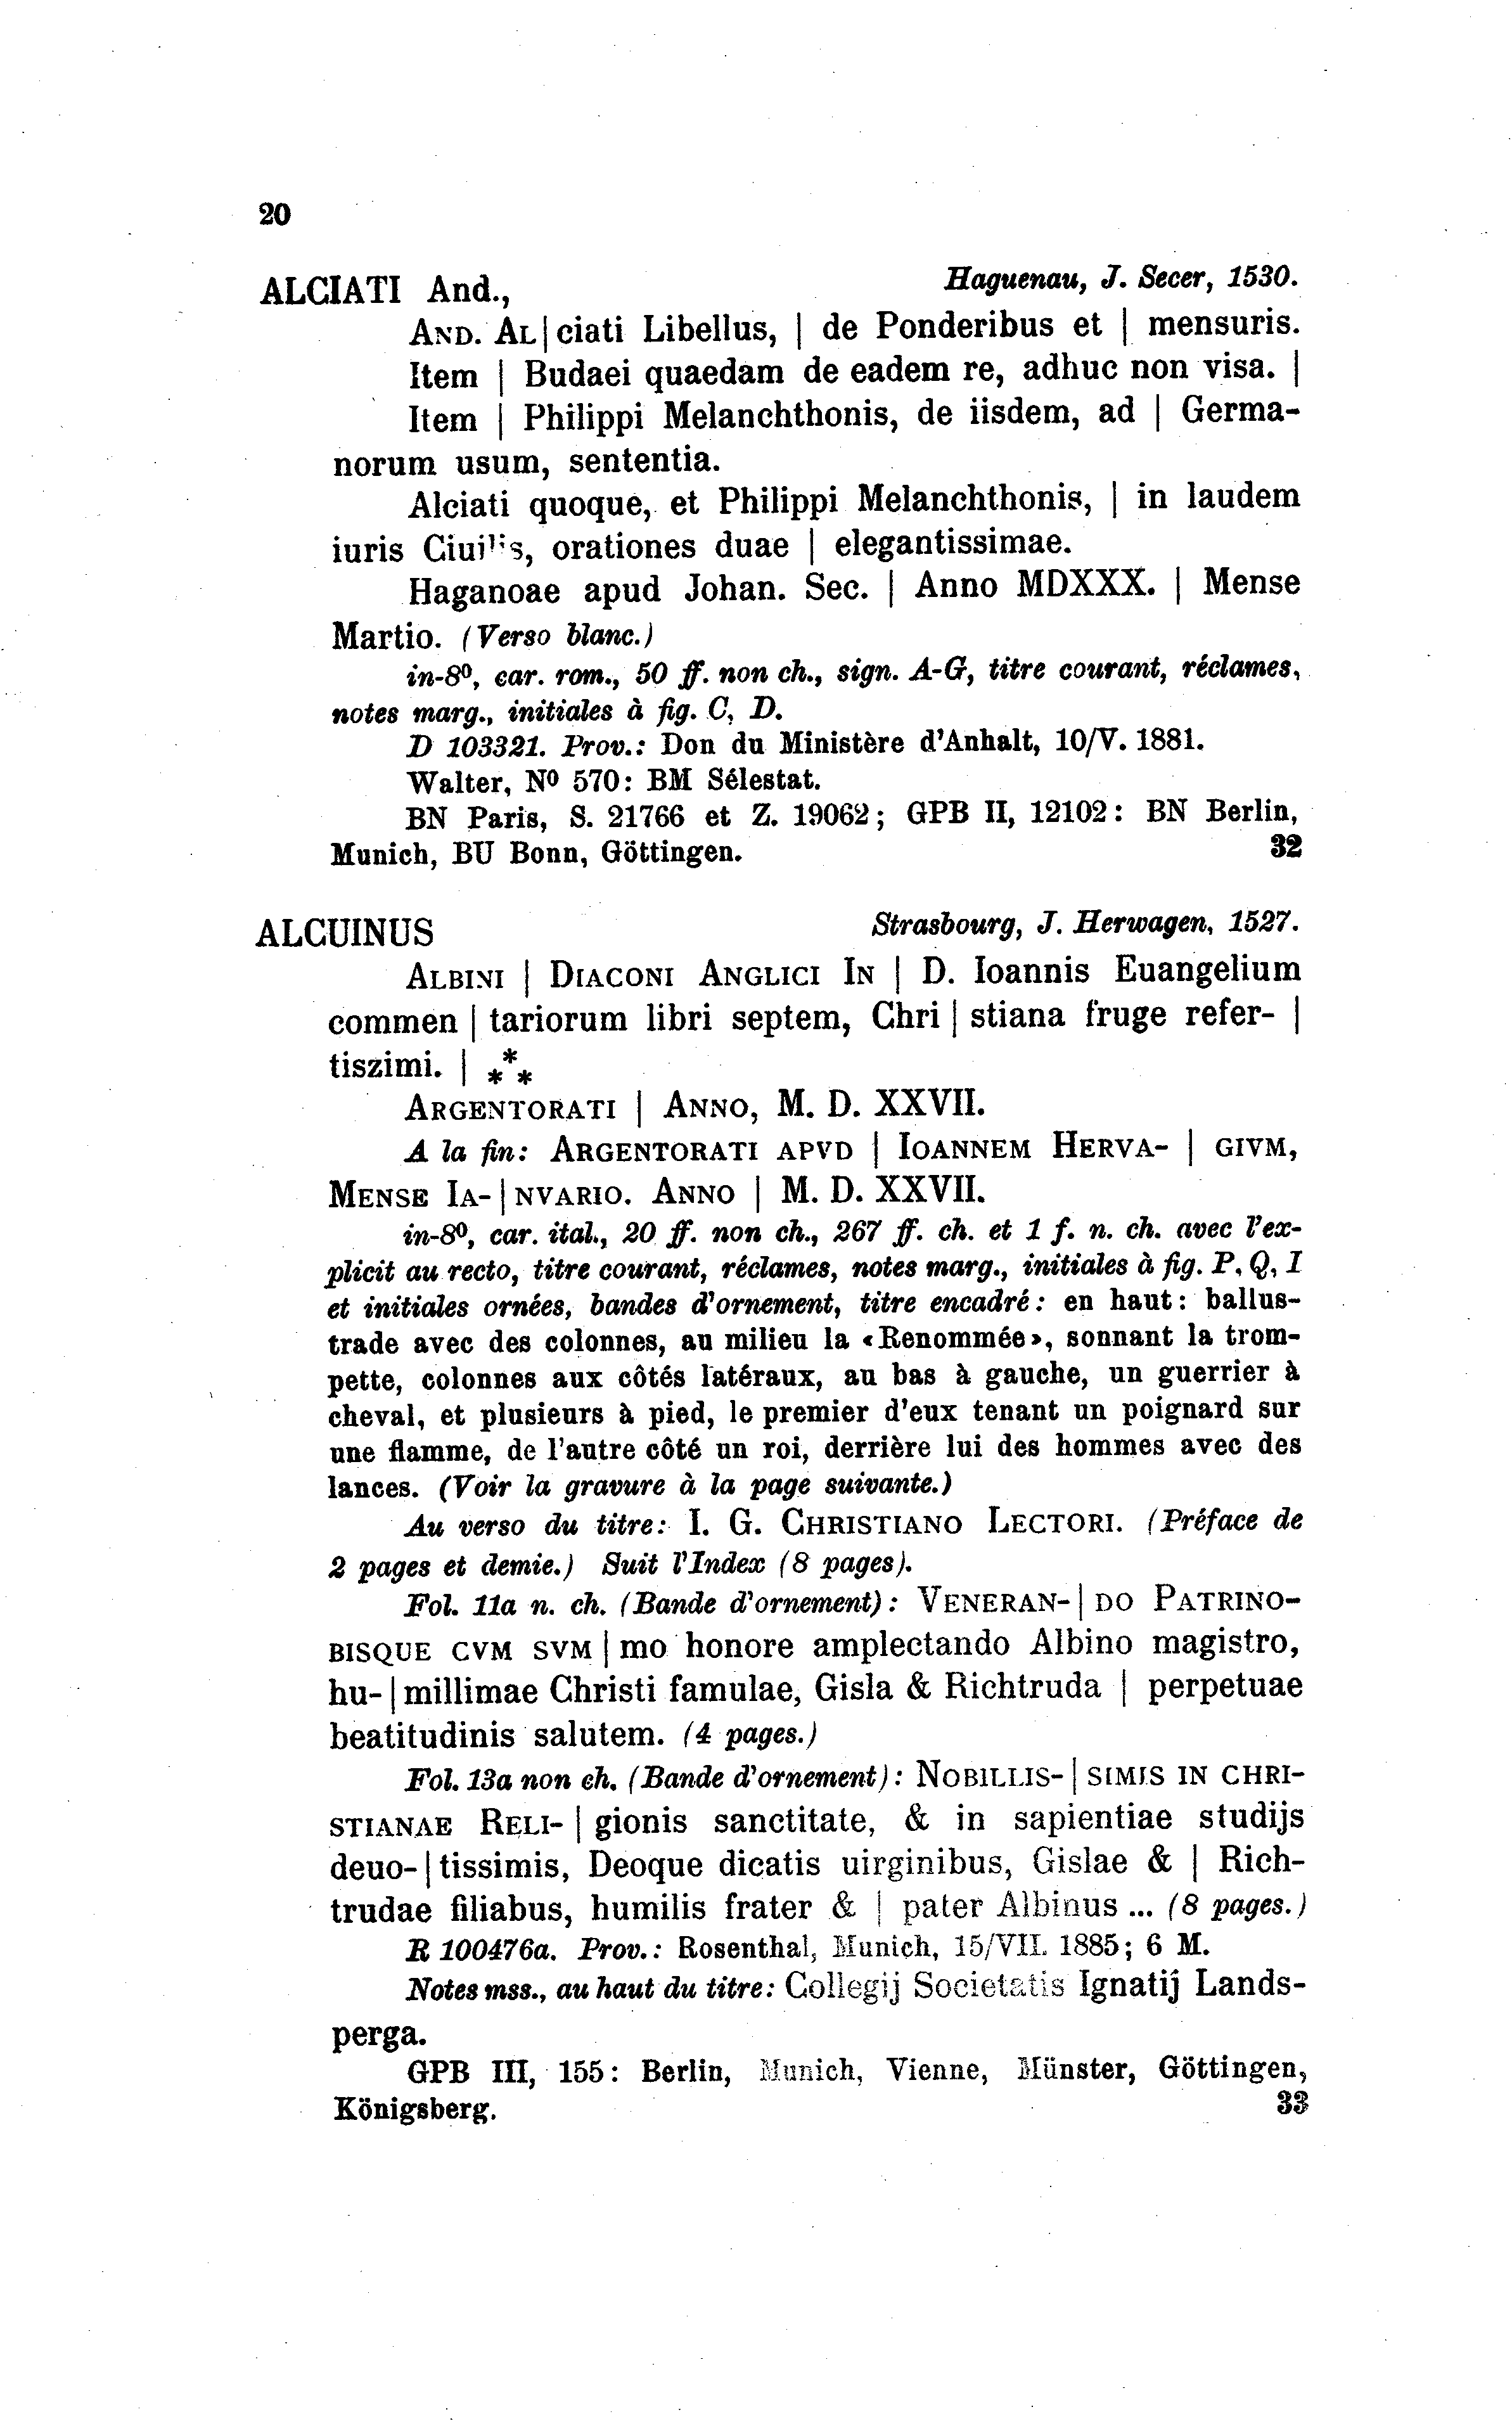 20
ALCIATI And., Haguenau, J. Secer, 1530.
AND. AL|ciati Libellus, | de Ponderibus et | mensuris.
Item | Budaei quaedam de eadem re, adhuc non visa. |
Item | Philippi Melanchthonis, de iisdem, ad | Germa-
norum usum, sententia.
Alciati quoque, et Philippi Melanchthonis, | in laudem
iuris Ciuilis, orationes duae | elegantissimae.
Haganoae apud Johan. Sec. | Anno MDXXX. | Mense
Martio. (Verso blanc.)
in-8⁰, car. rom., 50 ff. non ch., sign. A-G, titre courant, réclames,
notes marg., initiales à fig. C, D.
D 103321. Prov.: Don du Ministère d'Anhalt, 10/V. 1881.
Walter, N⁰ 570: BM Sélestat.
BN Paris, S. 21766 et Z. 19062; GPB II, 12102: BN Berlin,
Munich, BU Bonn, Göttingen. 32
ALCUINUS Strasbourg, J. Herwagen, 1527.
ALBINI | DIACONI ANGLICI IN | D. Ioannis Euangelium
commen | tariorum libri septem, Chri | stiana fruge refer- |
tiszimi. | ***
ARGENTORATI | ANNO, M. D. XXVII.
A la fin: ARGENTORATI APVD | IOANNEM HERVA- | GIVM,
MENSE IA-|NVARIO. ANNO | M. D. XXVII.
in-8⁰, car. ital., 20 ff. non ch., 267 ff. ch. et 1 f. n. ch. avec l'ex-
plicit au recto, titre courant, réclames, notes marg., initiales à fig. P, Q, I
et initiales ornées, bandes d'ornement, titre encadré: en haut: ballus-
trade avec des colonnes, au milieu la «Renommée», sonnant la trom-
pette, colonnes aux côtés latéraux, au bas à gauche, un guerrier à
cheval, et plusieurs à pied, le premier d'eux tenant un poignard sur
une flamme, de l'autre côté un roi, derrière lui des hommes avec des
lances. (Voir la gravure à la page suivante.)
Au verso du titre: I. G. CHRISTIANO LECTORI. (Préface de
2 pages et demie.) Suit l'Index (8 pages).
Fol. 11a n. ch. (Bande d'ornement): VENERAN-| DO PATRINO-
BISQUE CVM SVM | mo honore amplectando Albino magistro,
hu-| millimae Christi famulae, Gisla & Richtruda | perpetuae
beatitudinis salutem. (4 pages.)
Fol. 13a non ch. (Bande d'ornement): NOBILLIS-| SIMIS IN CHRI-
STIANAE RELI- | gionis sanctitate, & in sapientiae studijs
deuo-| tissimis, Deoque dicatis uirginibus, Gislae & | Rich-
trudae filiabus, humilis frater & | pater Albinus ... (8 pages.)
R 100476a. Prov.: Rosenthal, Munich, 15/VII. 1885; 6 M.
Notes mss., au haut du titre: Collegij Societatis Ignatij Lands-
perga.
GPB III, 155: Berlin, Munich, Vienne, Münster, Göttingen,
Königsberg. 33